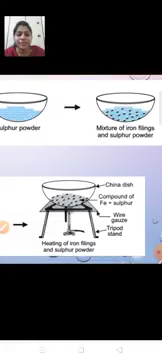 sulphur powder
Mixture of iron filings
and sulphur powder
China dish
Compound of
Fe + sulphur
Wire
gauze
Tripod
stand
Heating of iron filings
and sulphur powder